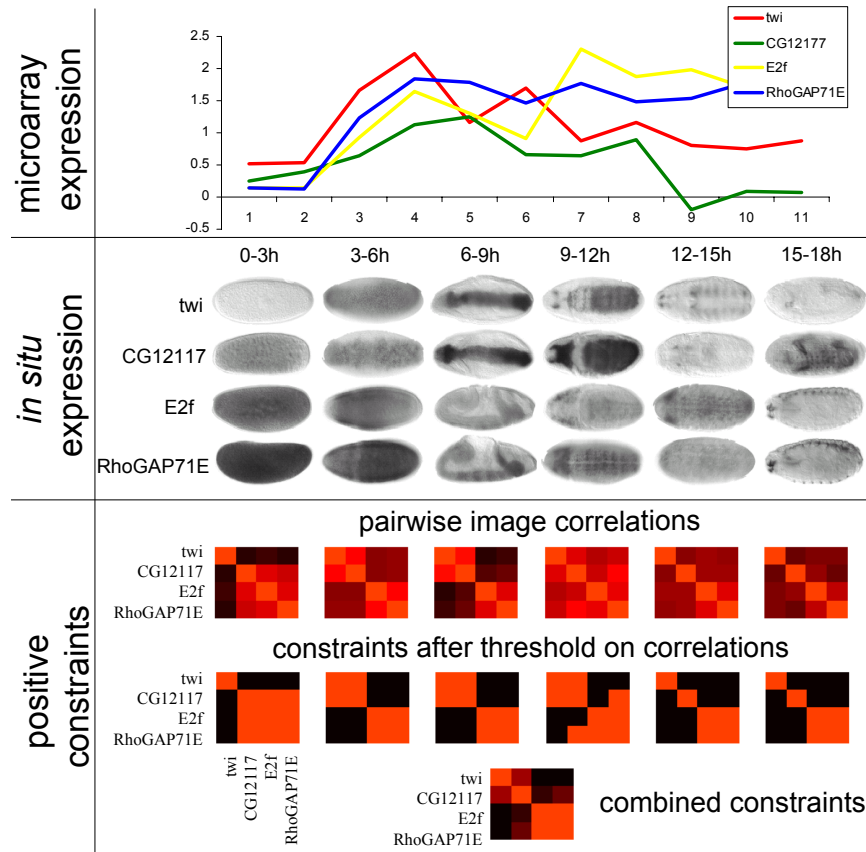 microarray
expression
2.5
2
1.5
1
0.5
0
-0.5
1 2 3 4 5 6 7 8 9 10 11
twi
CG12177
E2f
RhoGAP71E
in situ
expression
0-3h 3-6h 6-9h 9-12h 12-15h 15-18h
twi
CG12117
E2f
RhoGAP71E
positive
constraints
pairwise image correlations
twi
CG12117
E2f
RhoGAP71E
constraints after threshold on correlations
twi
CG12117
E2f
RhoGAP71E
twi
CG12117
E2f
RhoGAP71E
twi
CG12117
E2f
RhoGAP71E
combined constraints